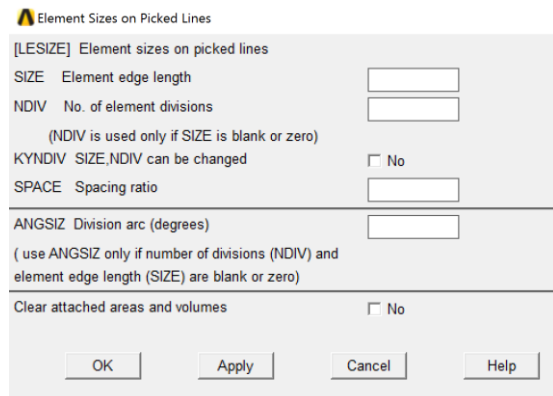 Element Sizes on Picked Lines
[LESIZE] Element sizes on picked lines
SIZE Element edge length
NDIV No. of element divisions
(NDIV is used only if SIZE is blank or zero)
KYNDIV SIZE,NDIV can be changed No
SPACE Spacing ratio
ANGSIZ Division arc (degrees)
( use ANGSIZ only if number of divisions (NDIV) and
element edge length (SIZE) are blank or zero)
Clear attached areas and volumes No
OK Apply Cancel Help